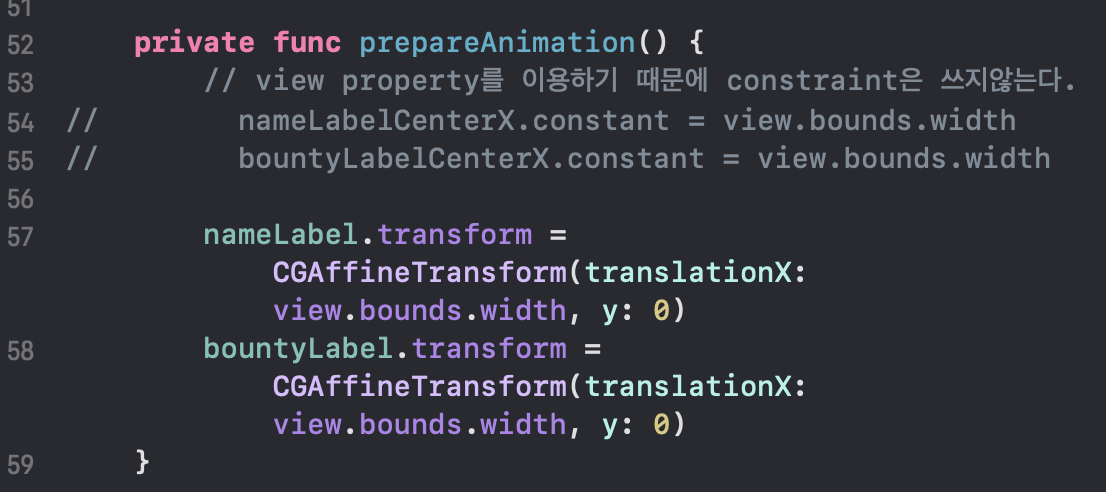 51
52 private func prepareAnimation() {
53 // view property를 이용하기 때문에 constraint은 쓰지않는다.
54 // nameLabelCenterX.constant = view.bounds.width
55 // bountyLabelCenterX.constant = view.bounds.width
56
57 nameLabel.transform =
CGAffineTransform(translationX:
view.bounds.width, y: 0)
58 bountyLabel.transform =
CGAffineTransform(translationX:
view.bounds.width, y: 0)
59 }